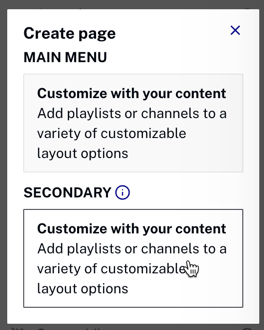 Create page
MAIN MENU
Customize with your content
Add playlists or channels to a
variety of customizable
layout options
SECONDARY
Customize with your content
Add playlists or channels to a
variety of customizable
layout options